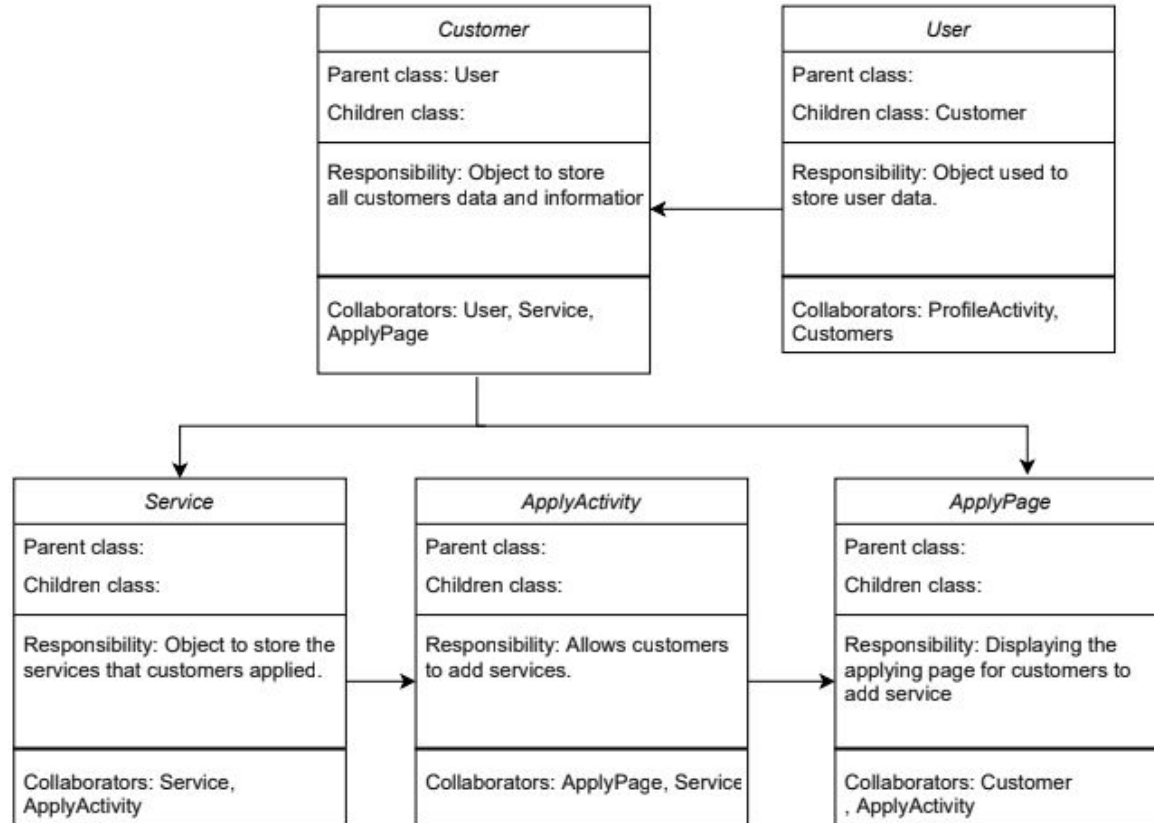 Customer
Parent class: User
Children class:
Responsibility: Object to store
all customers data and information
Collaborators: User, Service,
ApplyPage
User
Parent class:
Children class: Customer
Responsibility: Object used to
store user data.
Collaborators: ProfileActivity,
Customers
Service
Parent class:
Children class:
Responsibility: Object to store the
services that customers applied.
Collaborators: Service,
ApplyActivity
ApplyActivity
Parent class:
Children class:
Responsibility: Allows customers
to add services.
Collaborators: ApplyPage, Service
ApplyPage
Parent class:
Children class:
Responsibility: Displaying the
applying page for customers to
add service
Collaborators: Customer
, ApplyActivity